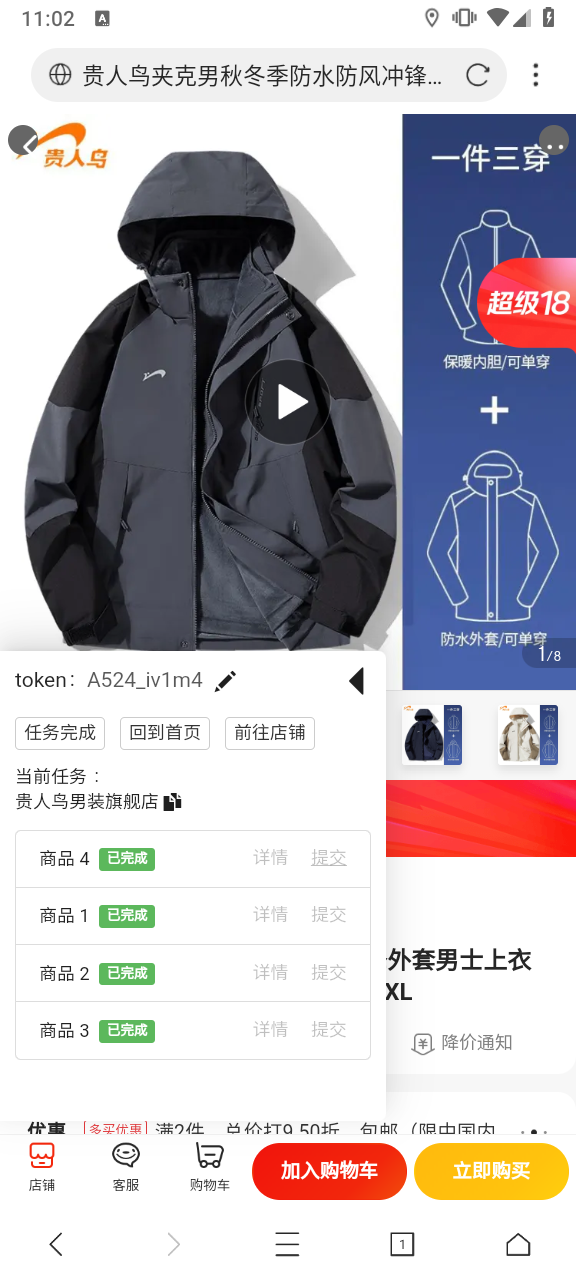 11:02
A
贵人鸟夹克男秋冬季防水防风冲锋...
贵人鸟
一件三穿
超级18
保暖内胆/可单穿
+
防水外套/可单穿
1/8
token: A524_iv1m4
任务完成 回到首页 前往店铺
当前任务：
贵人鸟男装旗舰店
商品 4 已完成 详情 提交
商品 1 已完成 详情 提交
商品 2 已完成 详情 提交
商品 3 已完成 详情 提交
外套男士上衣
XL
降价通知
优惠 多买优惠 满2件，总价打9.50折，包邮（限中国内
店铺 客服 购物车 加入购物车 立即购买
1